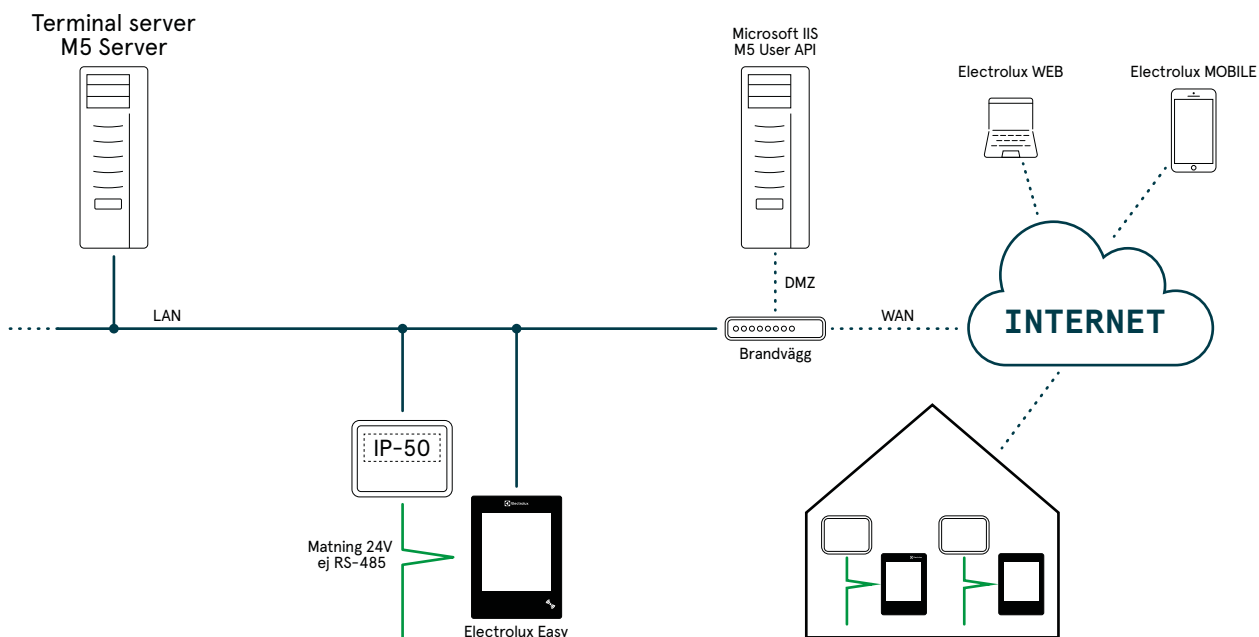 Terminal server
M5 Server
Microsoft IIS
M5 User API
Electrolux WEB
Electrolux MOBILE
DMZ
LAN
WAN
INTERNET
Brandvägg
IP-50
Electrolux
Matning 24V
ej RS-485
Electrolux Easy